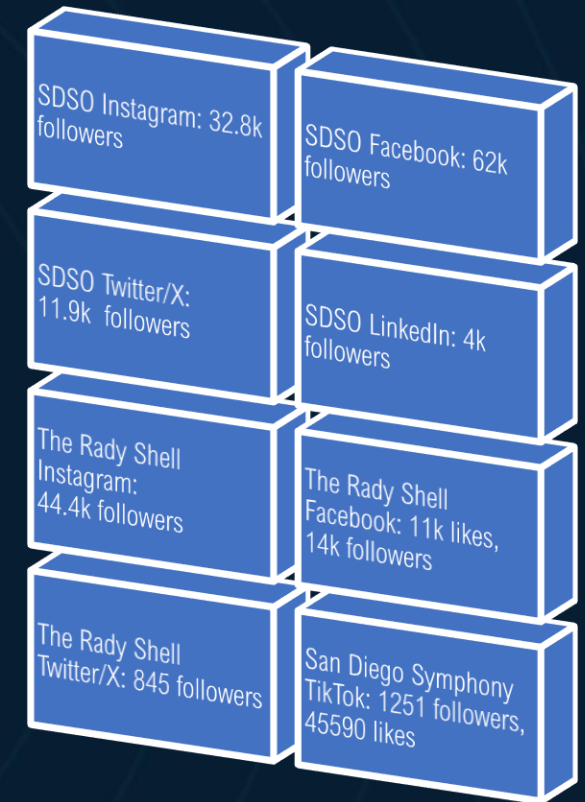 SDSO Instagram: 32.8k
followers
SDSO Facebook: 62k
followers
SDSO Twitter/X:
11.9k  followers
SDSO LinkedIn: 4k
followers
The Rady Shell
Instagram:
44.4k followers
The Rady Shell
Facebook: 11k likes,
14k followers
The Rady Shell
Twitter/X: 845 followers
San Diego Symphony
TikTok: 1251 followers,
45590 likes